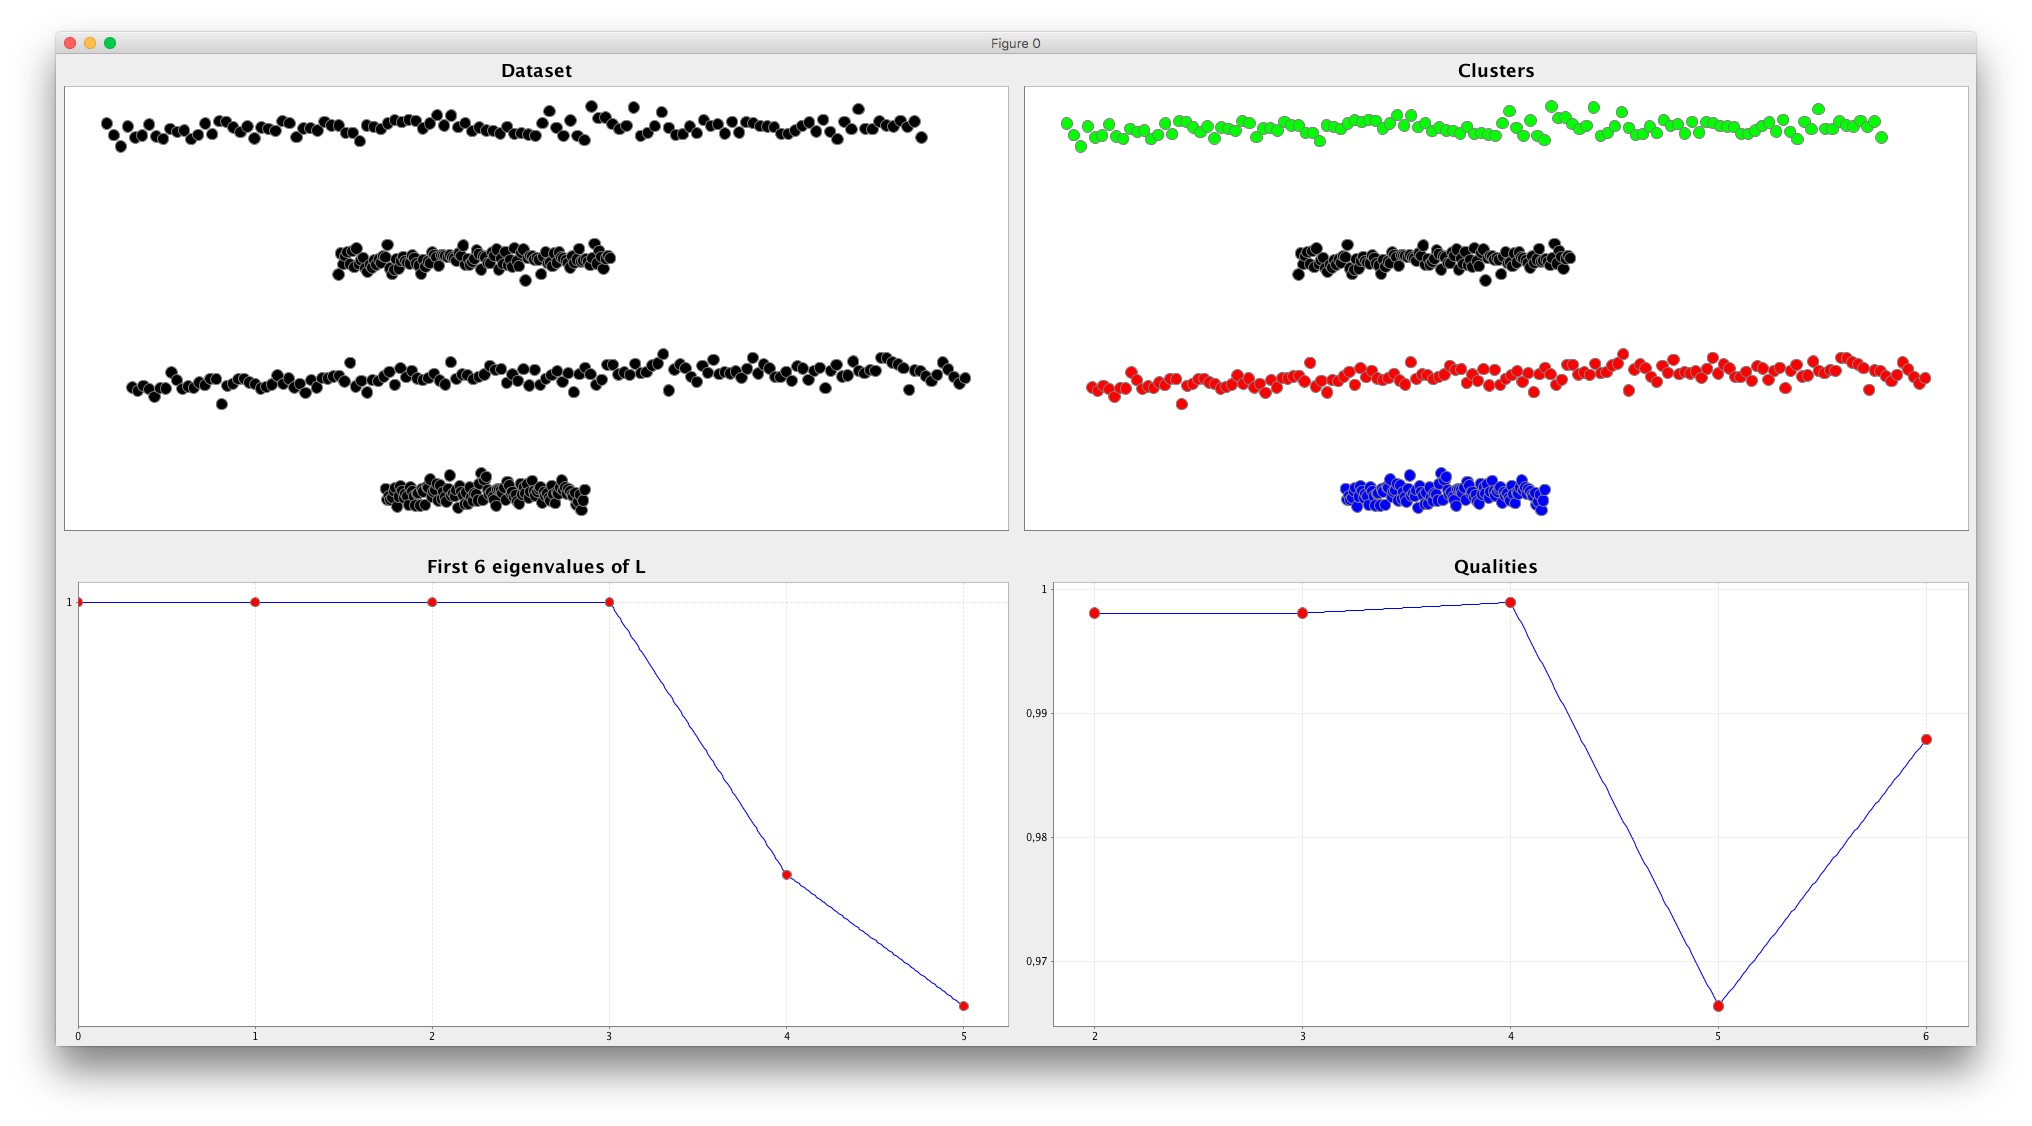 Figure 0
Dataset
Clusters
First 6 eigenvalues of L
1
0 1 2 3 4 5
Qualities
1
0,99
0,98
0,97
2 3 4 5 6